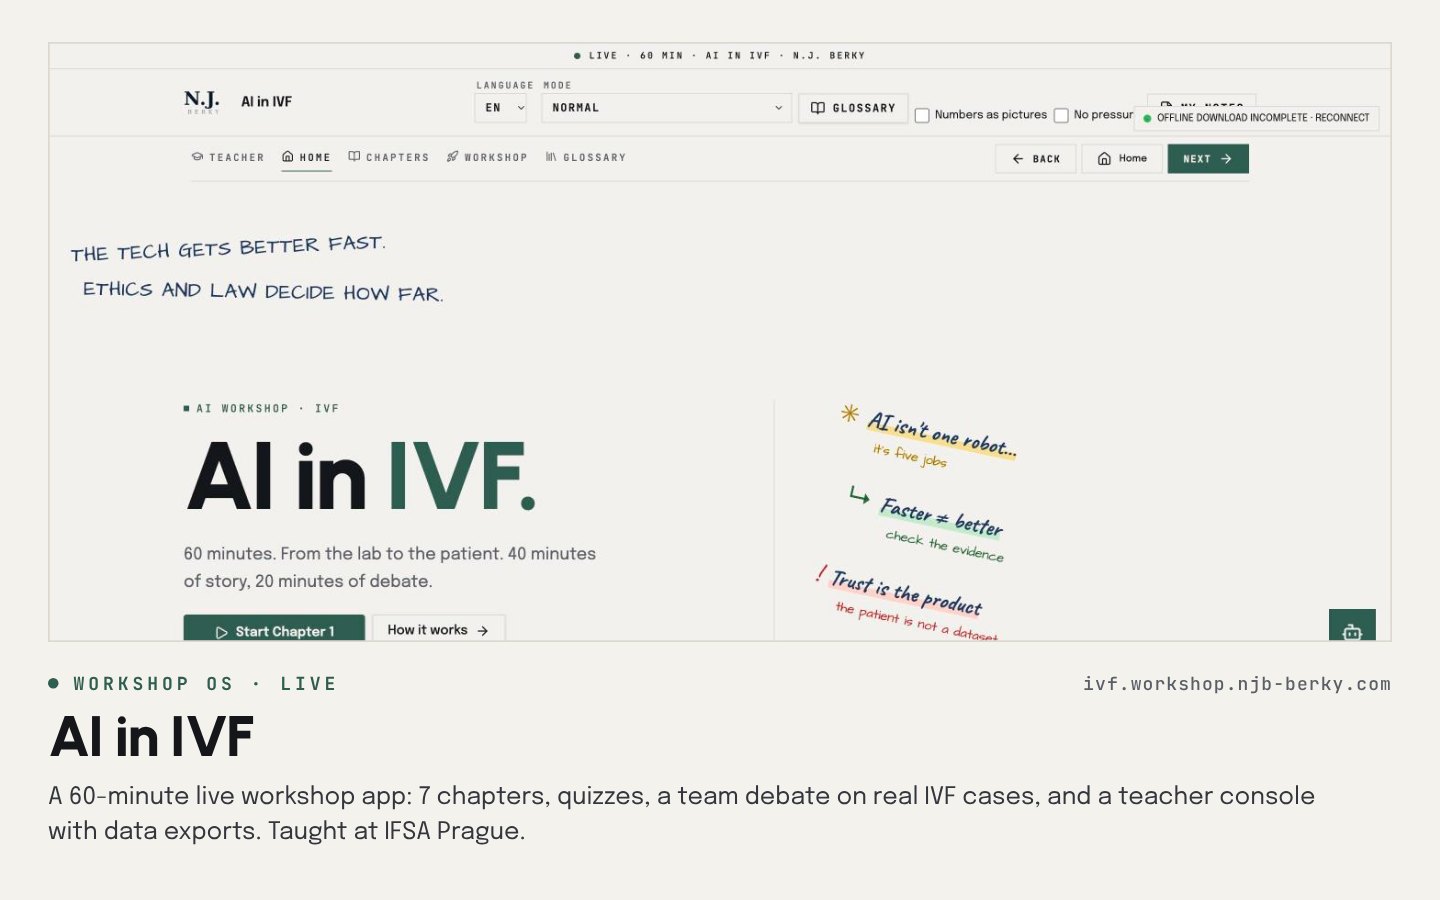 LIVE · 60 MIN · AI IN IVF · N.J. BERKY
LANGUAGE MODE
N.J.
BERKY
AI in IVF
EN
NORMAL
GLOSSARY
Numbers as pictures
No pressur
MY NOTES
OFFLINE DOWNLOAD INCOMPLETE · RECONNECT
TEACHER
HOME
CHAPTERS
WORKSHOP
GLOSSARY
← BACK
Home
NEXT →
THE TECH GETS BETTER FAST.
ETHICS AND LAW DECIDE HOW FAR.
AI WORKSHOP · IVF
AI in IVF.
60 minutes. From the lab to the patient. 40 minutes
of story, 20 minutes of debate.
Start Chapter 1
How it works →
AI isn't one robot...
it's five jobs
Faster ≠ better
check the evidence
! Trust is the product
the patient is not a dataset
WORKSHOP OS · LIVE
ivf.workshop.njb-berky.com
AI in IVF
A 60-minute live workshop app: 7 chapters, quizzes, a team debate on real IVF cases, and a teacher console
with data exports. Taught at IFSA Prague.